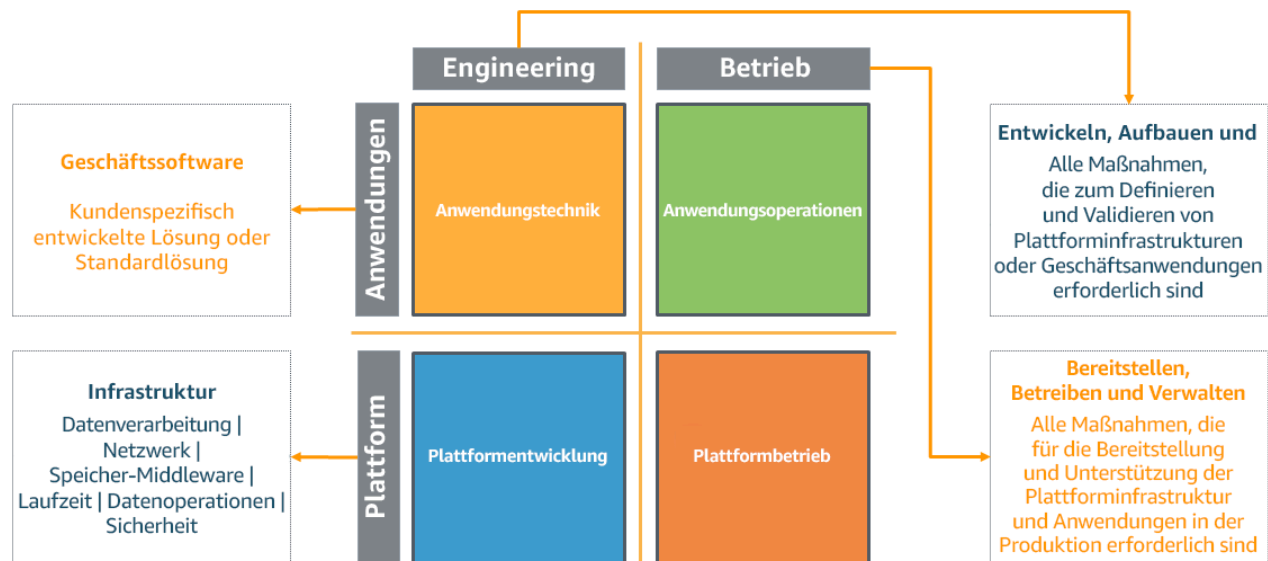 Engineering
Betrieb
Anwendungen
Plattform
Geschäftssoftware
Kundenspezifisch
entwickelte Lösung oder
Standardlösung
Anwendungstechnik
Anwendungsoperationen
Entwickeln, Aufbauen und
Alle Maßnahmen,
die zum Definieren
und Validieren von
Plattforminfrastrukturen
oder Geschäftsanwendungen
erforderlich sind
Infrastruktur
Datenverarbeitung |
Netzwerk |
Speicher-Middleware |
Laufzeit | Datenoperationen |
Sicherheit
Plattformentwicklung
Plattformbetrieb
Bereitstellen,
Betreiben und Verwalten
Alle Maßnahmen, die
für die Bereitstellung
und Unterstützung der
Plattforminfrastruktur
und Anwendungen in der
Produktion erforderlich sind